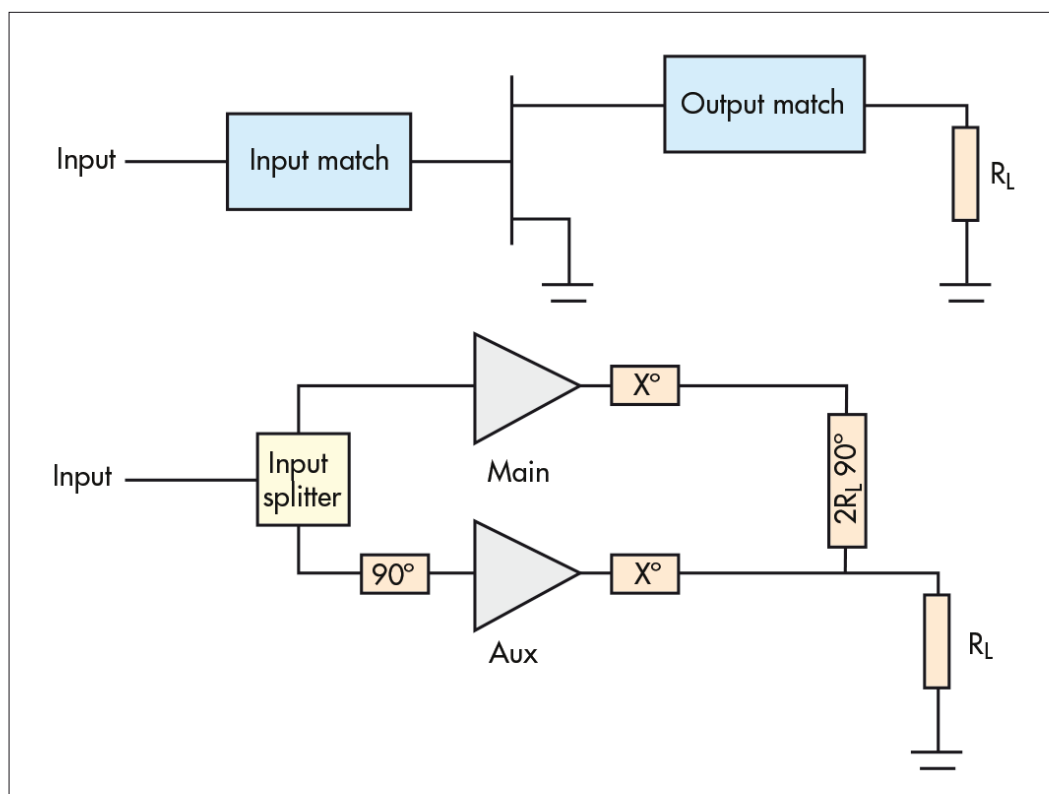 Output match
Input
Input match
RL
X°
Input
Input
splitter
Main
2RL 90°
90°
X°
Aux
RL